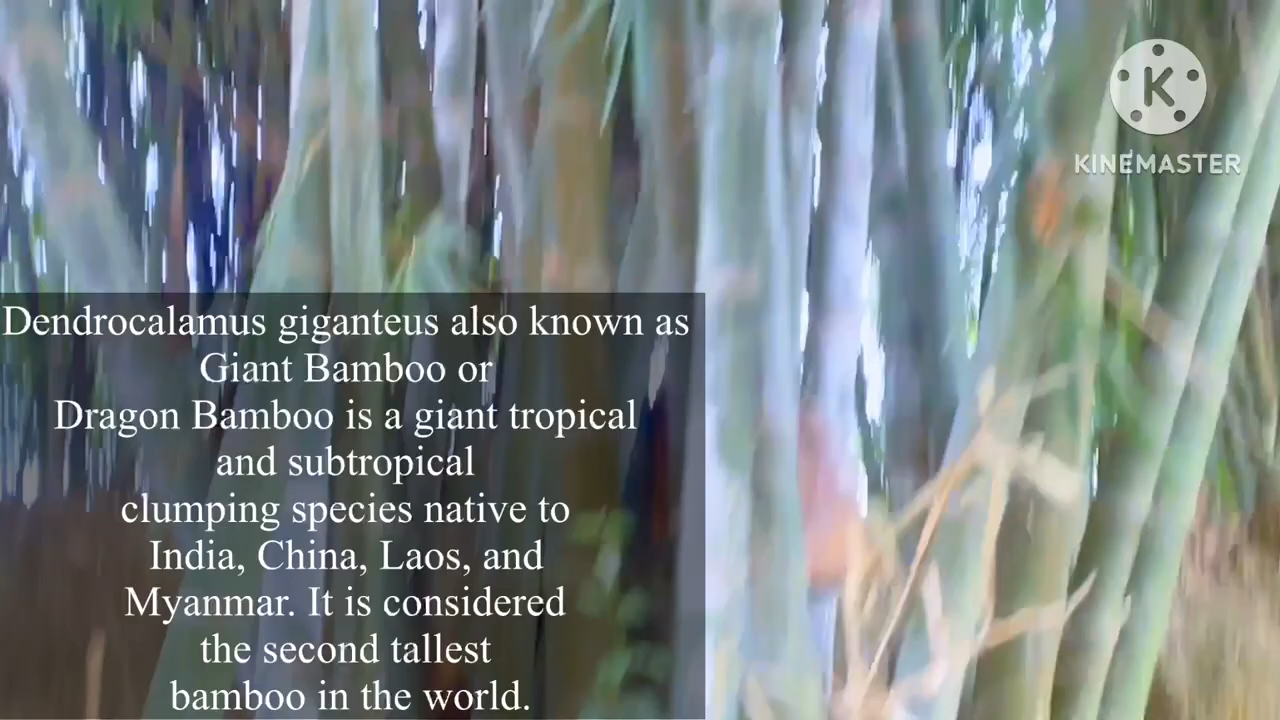 KINEMASTER
Dendrocalamus giganteus also known as
Giant Bamboo or
Dragon Bamboo is a giant tropical
and subtropical
clumping species native to
India, China, Laos, and
Myanmar. It is considered
the second tallest
bamboo in the world.